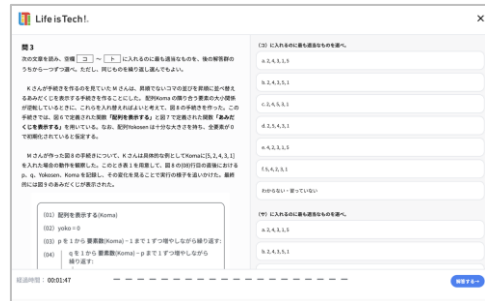 Life is Tech!.
×
問 3
次の文章を読み、空欄 コ ～ ト に入れるのに最も適当なものを、後の解答群の
うちから一つずつ選べ。ただし、同じものを繰り返し選んでもよい。
Kさんが手続きを作るのを見ていたMさんは、昇順でないコマの並びを昇順に並べ替え
るあみだくじを表示する手続きを作ることにした。配列Komaの隣り合う要素の大小関係
が逆転しているときに、これらを入れ替えればよいと考えて、図8の手続きを作った。この
手続きでは、図6で定義された関数「配列を表示する」と図7で定義された関数「あみだ
くじを表示する」を用いている。なお、配列Yokosenは十分な大きさを持ち、全要素が0
で初期化されていると仮定する。
Mさんが作った図8の手続きについて、Kさんは具体的な例としてKomaに[5, 2, 4, 3, 1]
を入れた場合の動作を観察した。このとき表1を用意して、図8の(08)行目の直後における
p、q、Yokosen、Komaを記録し、その変化を見ることで実行の様子を追いかけた。最終
的には図9のあみだくじが表示された。
(01) 配列を表示する(Koma)
(02) yoko = 0
(03) p を 1 から 要素数(Koma) − 1 まで 1 ずつ増やしながら繰り返す:
(04) q を 1 から 要素数(Koma) − p まで 1 ずつ増やしながら
繰り返す:
(コ) に入れるのに最も適当なものを選べ。
a. 2, 4, 3, 1, 5
b. 2, 4, 3, 5, 1
c. 2, 4, 5, 3, 1
d. 2, 5, 4, 3, 1
e. 4, 2, 3, 1, 5
f. 5, 4, 2, 3, 1
わからない・習っていない
(サ) に入れるのに最も適当なものを選べ。
a. 2, 4, 3, 1, 5
b. 2, 4, 3, 5, 1
経過時間： 00:01:47
解答する→